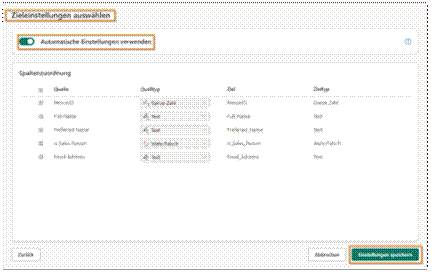 Zieleinstellungen auswählen
Automatische Einstellungen verwenden
Spaltenzuordnung
Quelle Quelltyp Ziel Zieltyp
PersonID Ganze Zahl PersonID Ganze Zahl
Full Name Text Full_Name Text
Preferred Name Text Preferred_Name Text
Is Sales Person Wahr/Falsch Is_Sales_Person Wahr/Falsch
Email Address Text Email_Address Text
Zurück Abbrechen Einstellungen speichern